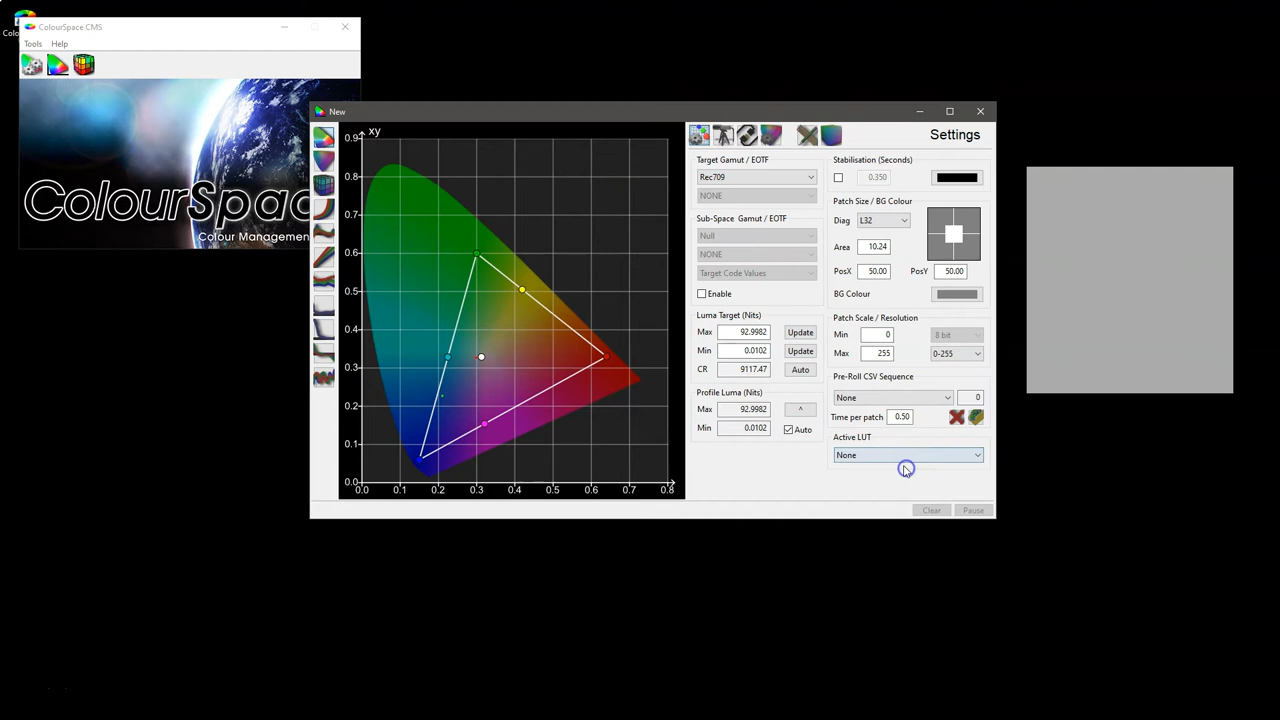 Colo
ColourSpace CMS
Tools Help
ColourSpac
Colour Managemen
New
xy
0.9
0.8
0.7
0.6
0.5
0.4
0.3
0.2
0.1
0.0
0.0 0.1 0.2 0.3 0.4 0.5 0.6 0.7 0.8
Settings
Target Gamut / EOTF
Rec709
NONE
Sub-Space Gamut / EOTF
Null
NONE
Target Code Values
Enable
Luma Target (Nits)
Max 92.9982 Update
Min 0.0102 Update
CR 9117.47 Auto
Profile Luma (Nits)
Max 92.9982 ^
Min 0.0102 Auto
Stabilisation (Seconds)
0.350
Patch Size / BG Colour
Diag L32
Area 10.24
PosX 50.00 PosY 50.00
BG Colour
Patch Scale / Resolution
Min 0 8 bit
Max 255 0-255
Pre-Roll CSV Sequence
None 0
Time per patch 0.50
Active LUT
None
Clear Pause